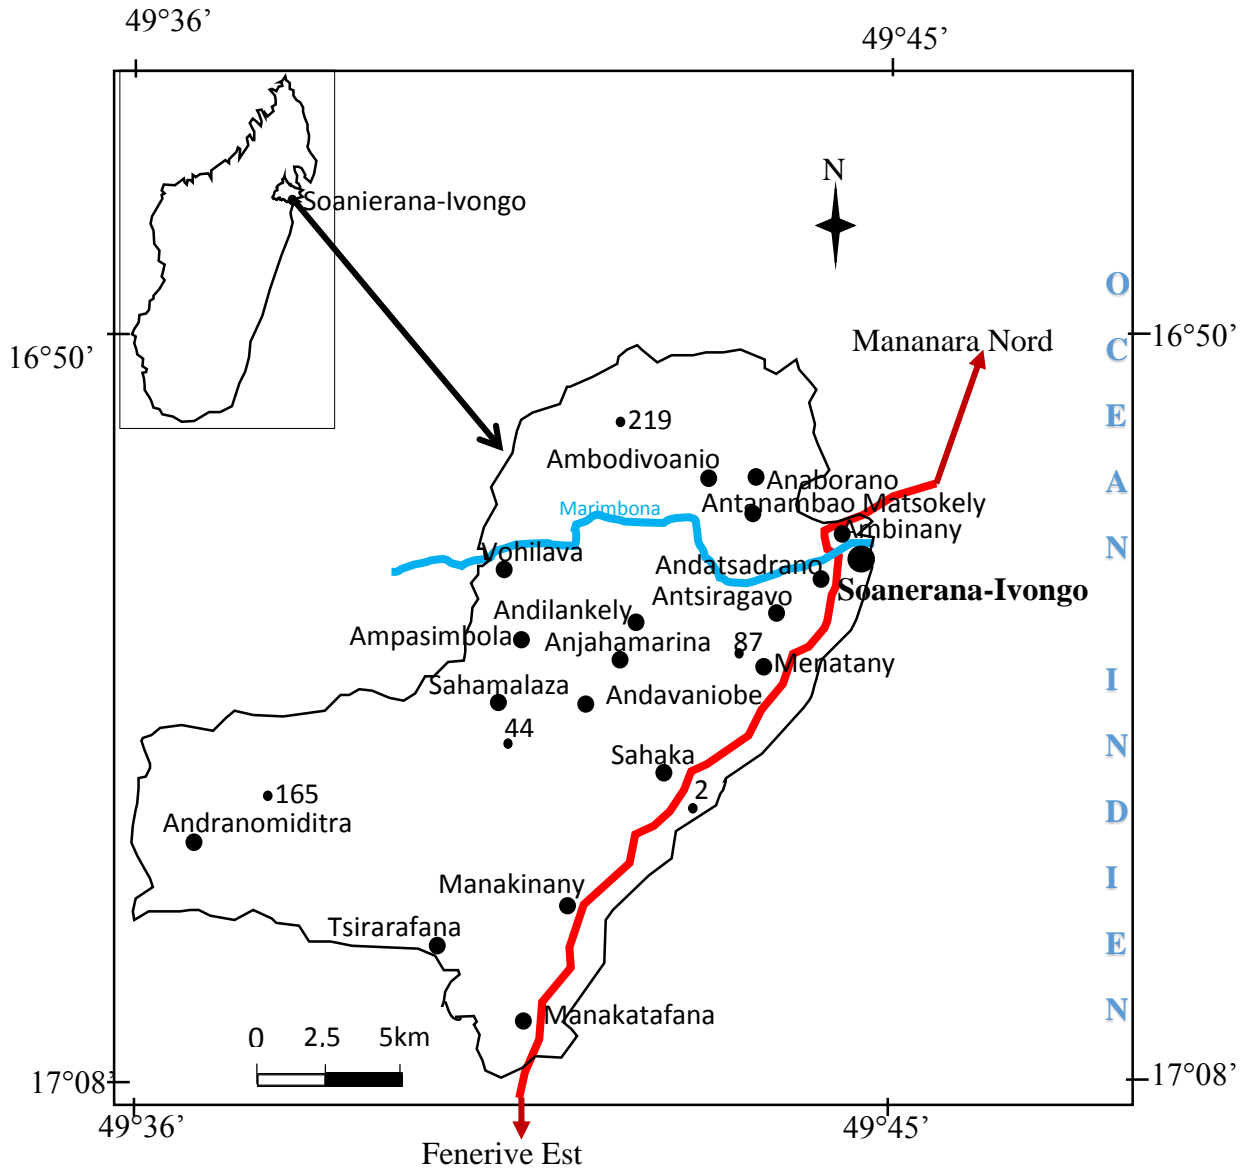 49°36’
49°45’
Soanierana-Ivongo
N
16°50’
Mananara Nord
16°50’
219
Ambodivoanio
Anaborano
Antanambao Matsokely
Marimbona
Ambinany
Vohilava
Andatsadrano
Soanerana-Ivongo
Antsiragavo
Andilankely
Ampasimbola
Anjahamarina
87
Menatany
Sahamalaza
Andavaniobe
44
Sahaka
2
165
Andranomiditra
Manakinany
Tsirarafana
Manakatafana
0 2,5 5km
17°08’
17°08’
49°36’
49°45’
Fenerive Est
OCEAN INDIEN